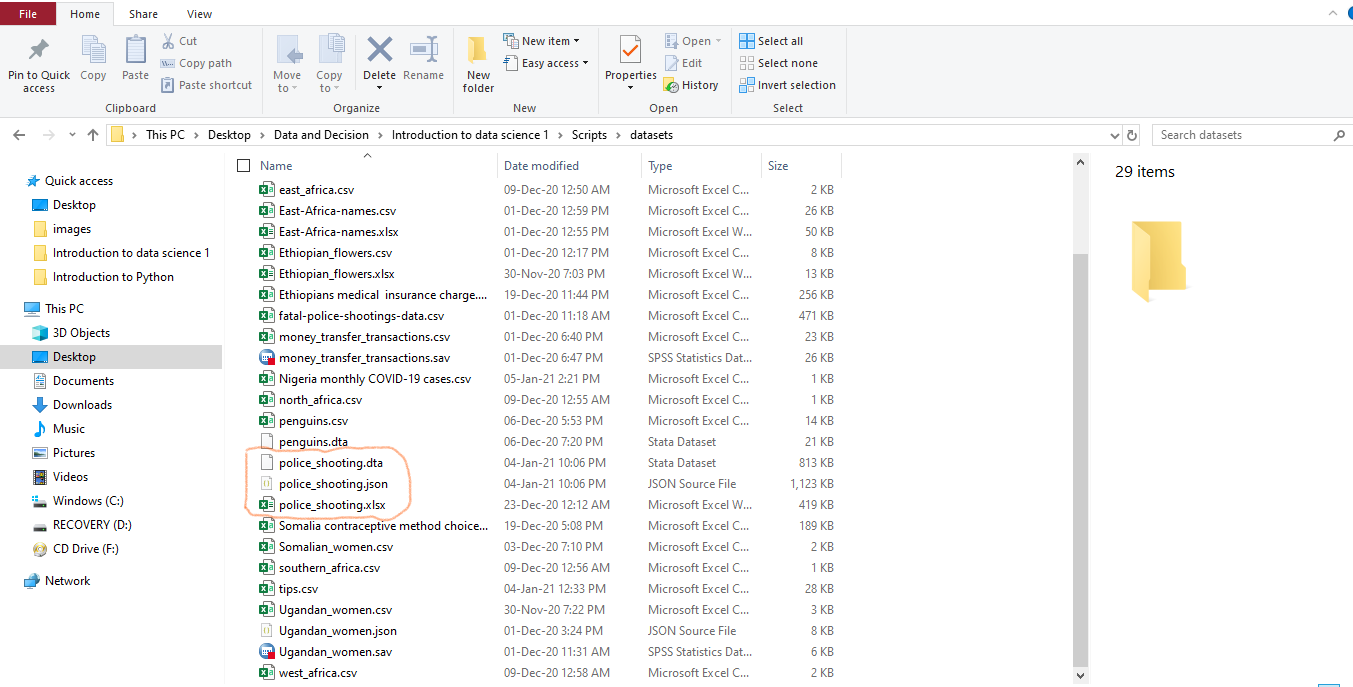 File Home Share View
Pin to Quick access
Copy
Paste
Cut
Copy path
Paste shortcut
Clipboard
Move to
Copy to
Delete
Rename
Organize
New folder
New item
Easy access
New
Properties
Open
Edit
History
Open
Select all
Select none
Invert selection
Select
This PC > Desktop > Data and Decision > Introduction to data science 1 > Scripts > datasets
Search datasets
Quick access
Desktop
images
Introduction to data science 1
Introduction to Python
This PC
3D Objects
Desktop
Documents
Downloads
Music
Pictures
Videos
Windows (C:)
RECOVERY (D:)
CD Drive (F:)
Network
Name Date modified Type Size
east_africa.csv 09-Dec-20 12:50 AM Microsoft Excel C... 2 KB
East-Africa-names.csv 01-Dec-20 12:59 PM Microsoft Excel C... 26 KB
East-Africa-names.xlsx 01-Dec-20 12:55 PM Microsoft Excel W... 50 KB
Ethiopian_flowers.csv 01-Dec-20 12:17 PM Microsoft Excel C... 8 KB
Ethiopian_flowers.xlsx 30-Nov-20 7:03 PM Microsoft Excel W... 13 KB
Ethiopians medical  insurance charge.... 19-Dec-20 11:44 PM Microsoft Excel C... 256 KB
fatal-police-shootings-data.csv 01-Dec-20 11:18 AM Microsoft Excel C... 471 KB
money_transfer_transactions.csv 01-Dec-20 6:40 PM Microsoft Excel C... 23 KB
money_transfer_transactions.sav 01-Dec-20 6:47 PM SPSS Statistics Dat... 26 KB
Nigeria monthly COVID-19 cases.csv 05-Jan-21 2:21 PM Microsoft Excel C... 1 KB
north_africa.csv 09-Dec-20 12:55 AM Microsoft Excel C... 1 KB
penguins.csv 06-Dec-20 5:53 PM Microsoft Excel C... 14 KB
penguins.dta 06-Dec-20 7:20 PM Stata Dataset 21 KB
police_shooting.dta 04-Jan-21 10:06 PM Stata Dataset 813 KB
police_shooting.json 04-Jan-21 10:06 PM JSON Source File 1,123 KB
police_shooting.xlsx 23-Dec-20 12:12 AM Microsoft Excel W... 419 KB
Somalia contraceptive method choice... 19-Dec-20 5:08 PM Microsoft Excel C... 189 KB
Somalian_women.csv 03-Dec-20 7:10 PM Microsoft Excel C... 2 KB
southern_africa.csv 09-Dec-20 12:56 AM Microsoft Excel C... 1 KB
tips.csv 04-Jan-21 12:33 PM Microsoft Excel C... 28 KB
Ugandan_women.csv 30-Nov-20 7:22 PM Microsoft Excel C... 3 KB
Ugandan_women.json 01-Dec-20 3:24 PM JSON Source File 8 KB
Ugandan_women.sav 01-Dec-20 11:31 AM SPSS Statistics Dat... 6 KB
west_africa.csv 09-Dec-20 12:58 AM Microsoft Excel C... 2 KB
29 items